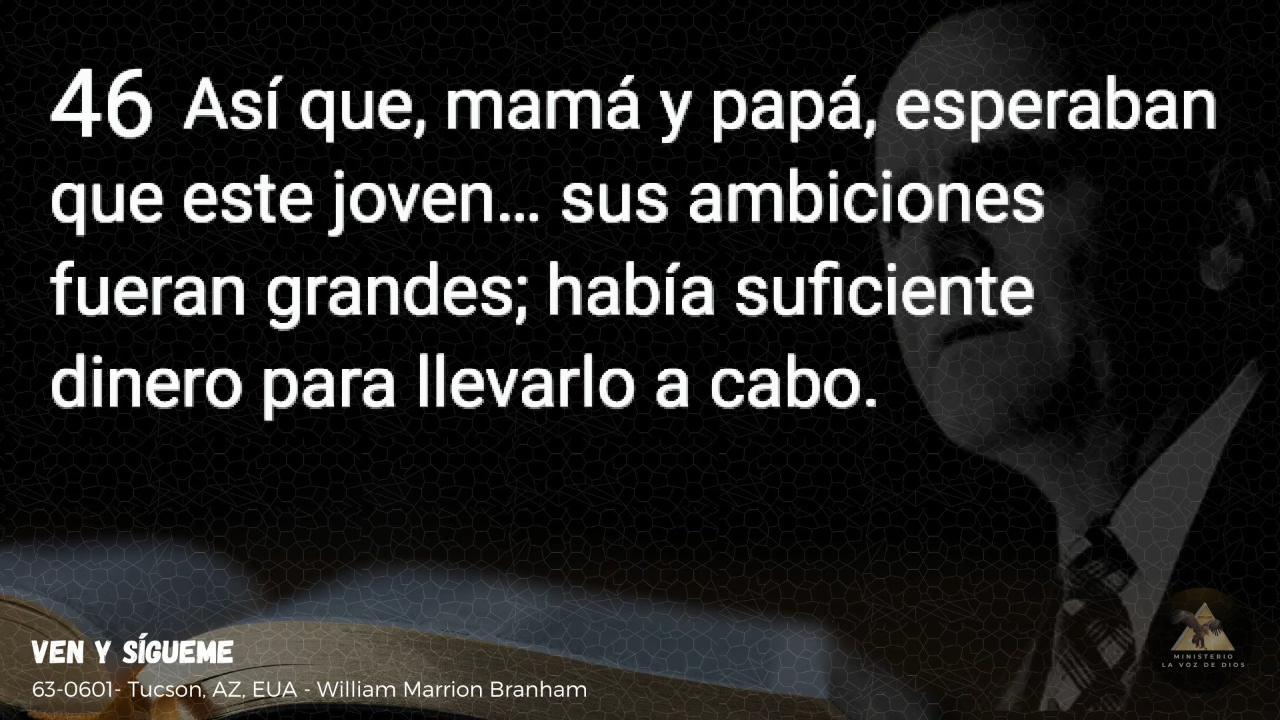 46 Así que, mamá y papá, esperaban
que este joven... sus ambiciones
fueran grandes; había suficiente
dinero para llevarlo a cabo.
VEN Y SÍGUEME
63-0601- Tucson, AZ, EUA - William Marrion Branham
MINISTERIO
LA VOZ DE DIOS